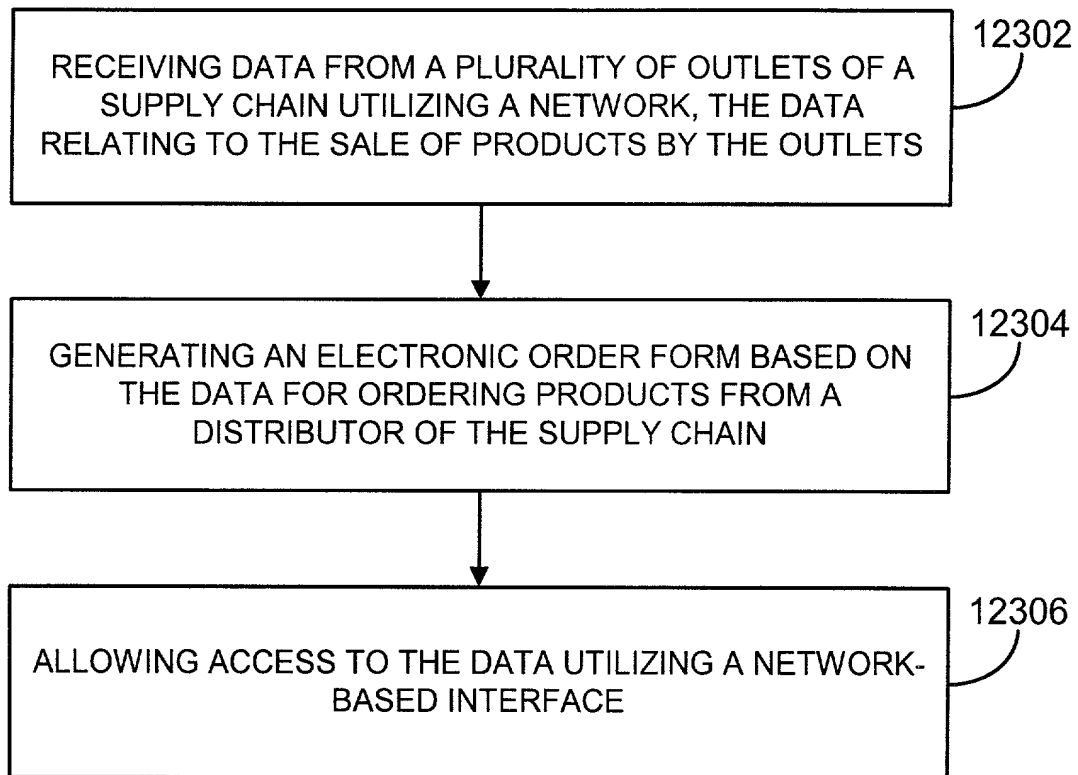 12302
RECEIVING DATA FROM A PLURALITY OF OUTLETS OF A
SUPPLY CHAIN UTILIZING A NETWORK, THE DATA
RELATING TO THE SALE OF PRODUCTS BY THE OUTLETS
12304
GENERATING AN ELECTRONIC ORDER FORM BASED ON
THE DATA FOR ORDERING PRODUCTS FROM A
DISTRIBUTOR OF THE SUPPLY CHAIN
12306
ALLOWING ACCESS TO THE DATA UTILIZING A NETWORK-
BASED INTERFACE